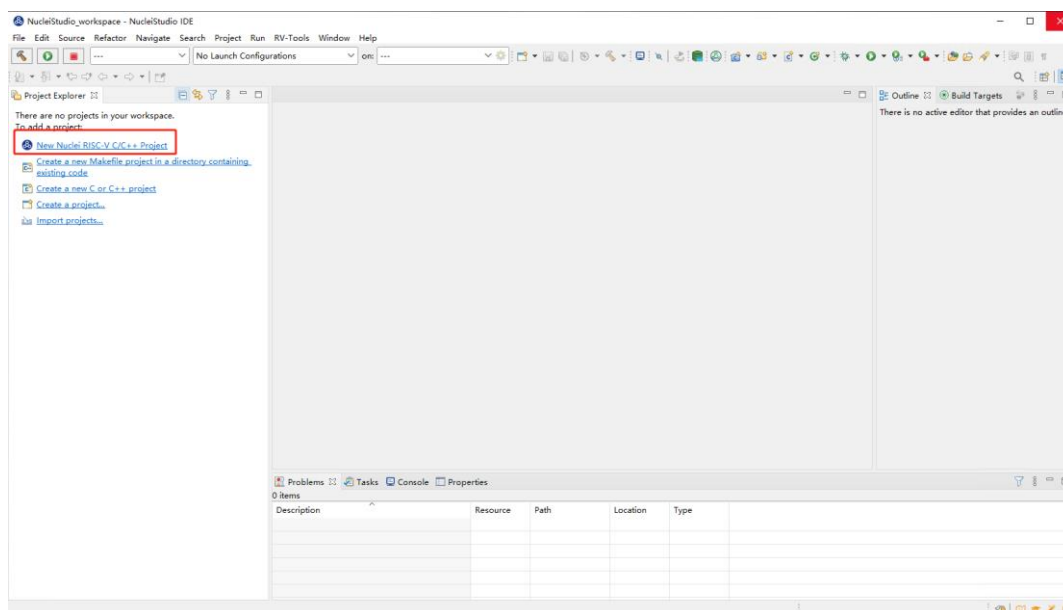 NucleiStudio_workspace - NucleiStudio IDE
File Edit Source Refactor Navigate Search Project Run RV-Tools Window Help
--- No Launch Configurations on: ---
Project Explorer
Outline Build Targets
There are no projects in your workspace.
To add a project:
There is no active editor that provides an outlin
New Nuclei RISC-V C/C++ Project
Create a new Makefile project in a directory containing
existing code
Create a new C or C++ project
Create a project...
Import projects...
Problems Tasks Console Properties
0 items
Description Resource Path Location Type